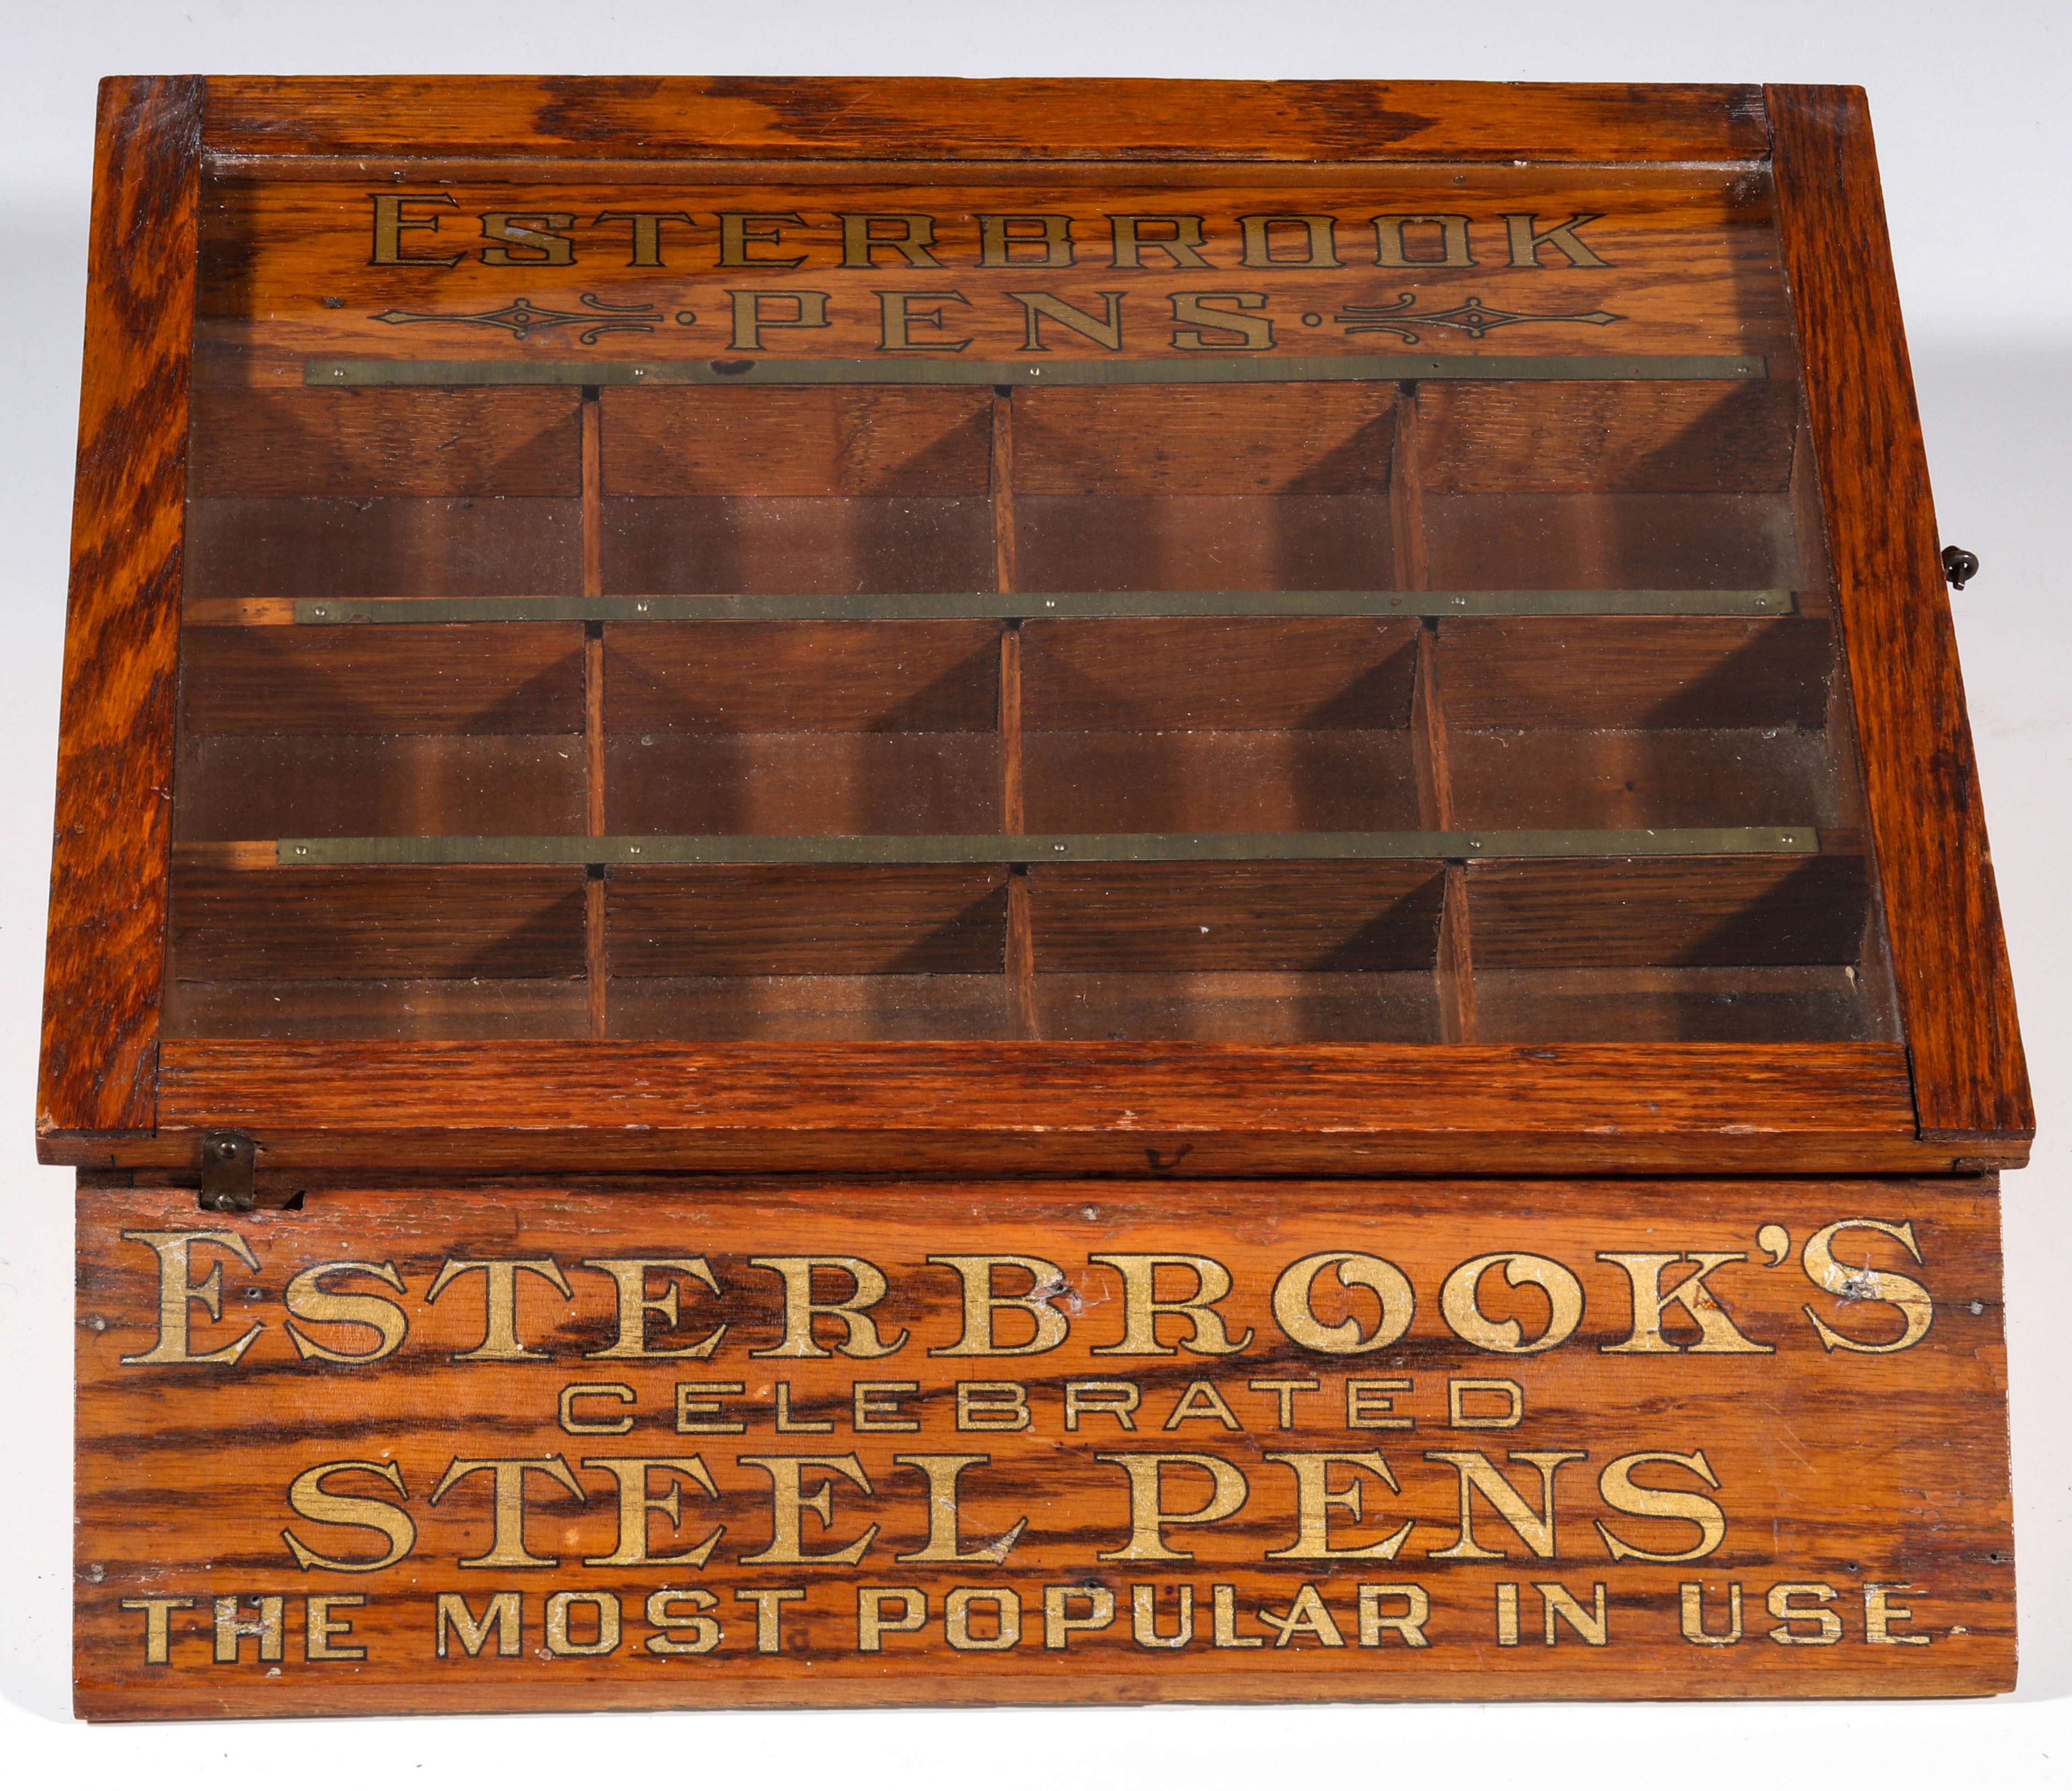 ESTERBROOK
PENS
ESTERBROOK'S
CELEBRATED
STEEL PENS
THE MOST POPULAR IN USE.